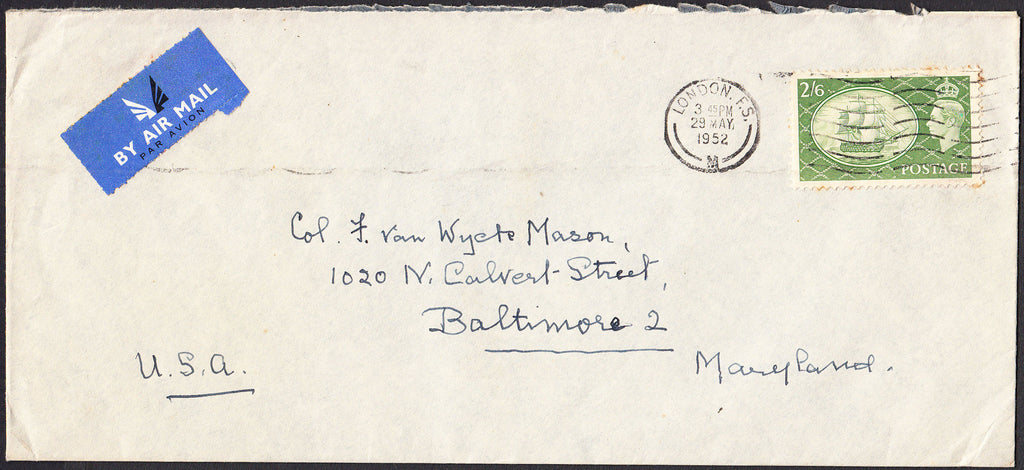 BY AIR MAIL
PAR AVION
LONDON. F.S.
3 45PM
29 MAY
1952
M
2/6
POSTAGE
Col. F. Van Wyck Mason,
1020 N. Calvert Street,
Baltimore 2
Maryland.
U.S.A.